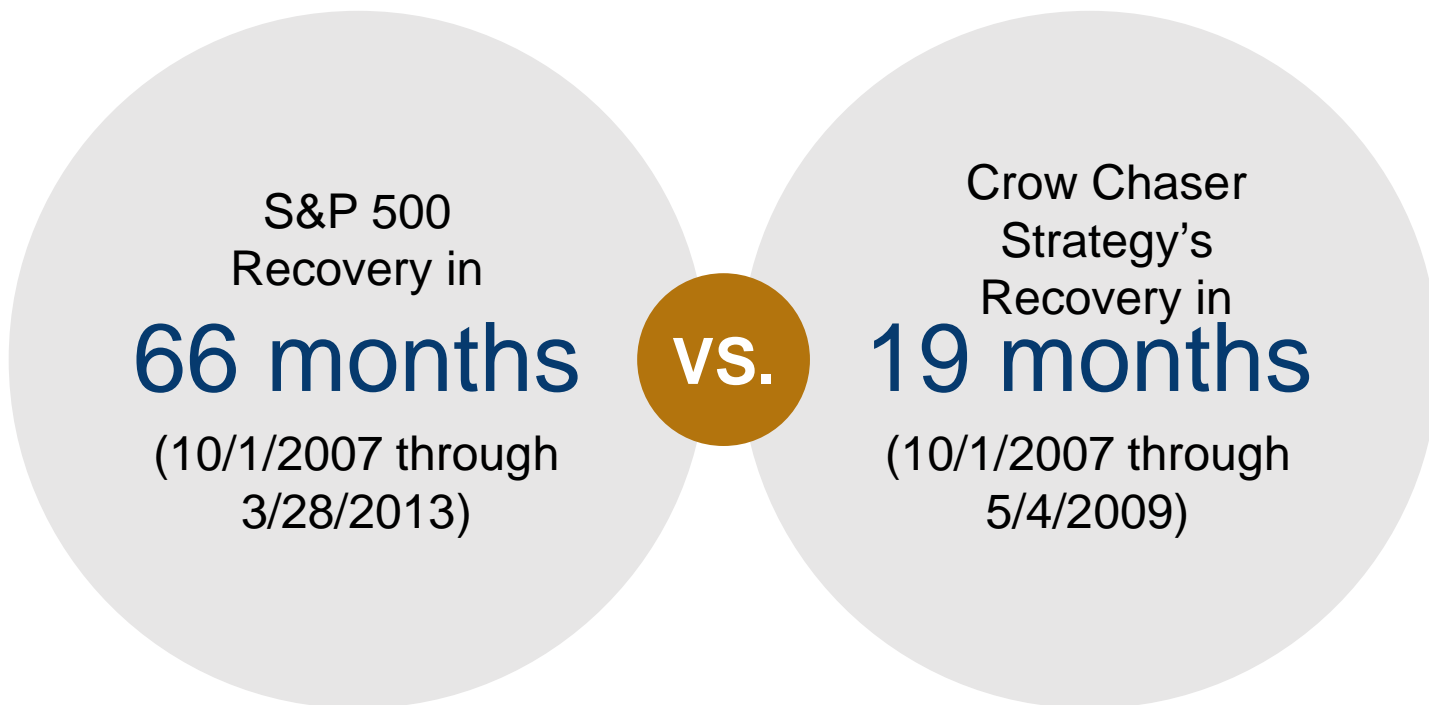 S&P 500
Recovery in
66 months
(10/1/2007 through
3/28/2013)
vs.
Crow Chaser
Strategy’s
Recovery in
19 months
(10/1/2007 through
5/4/2009)